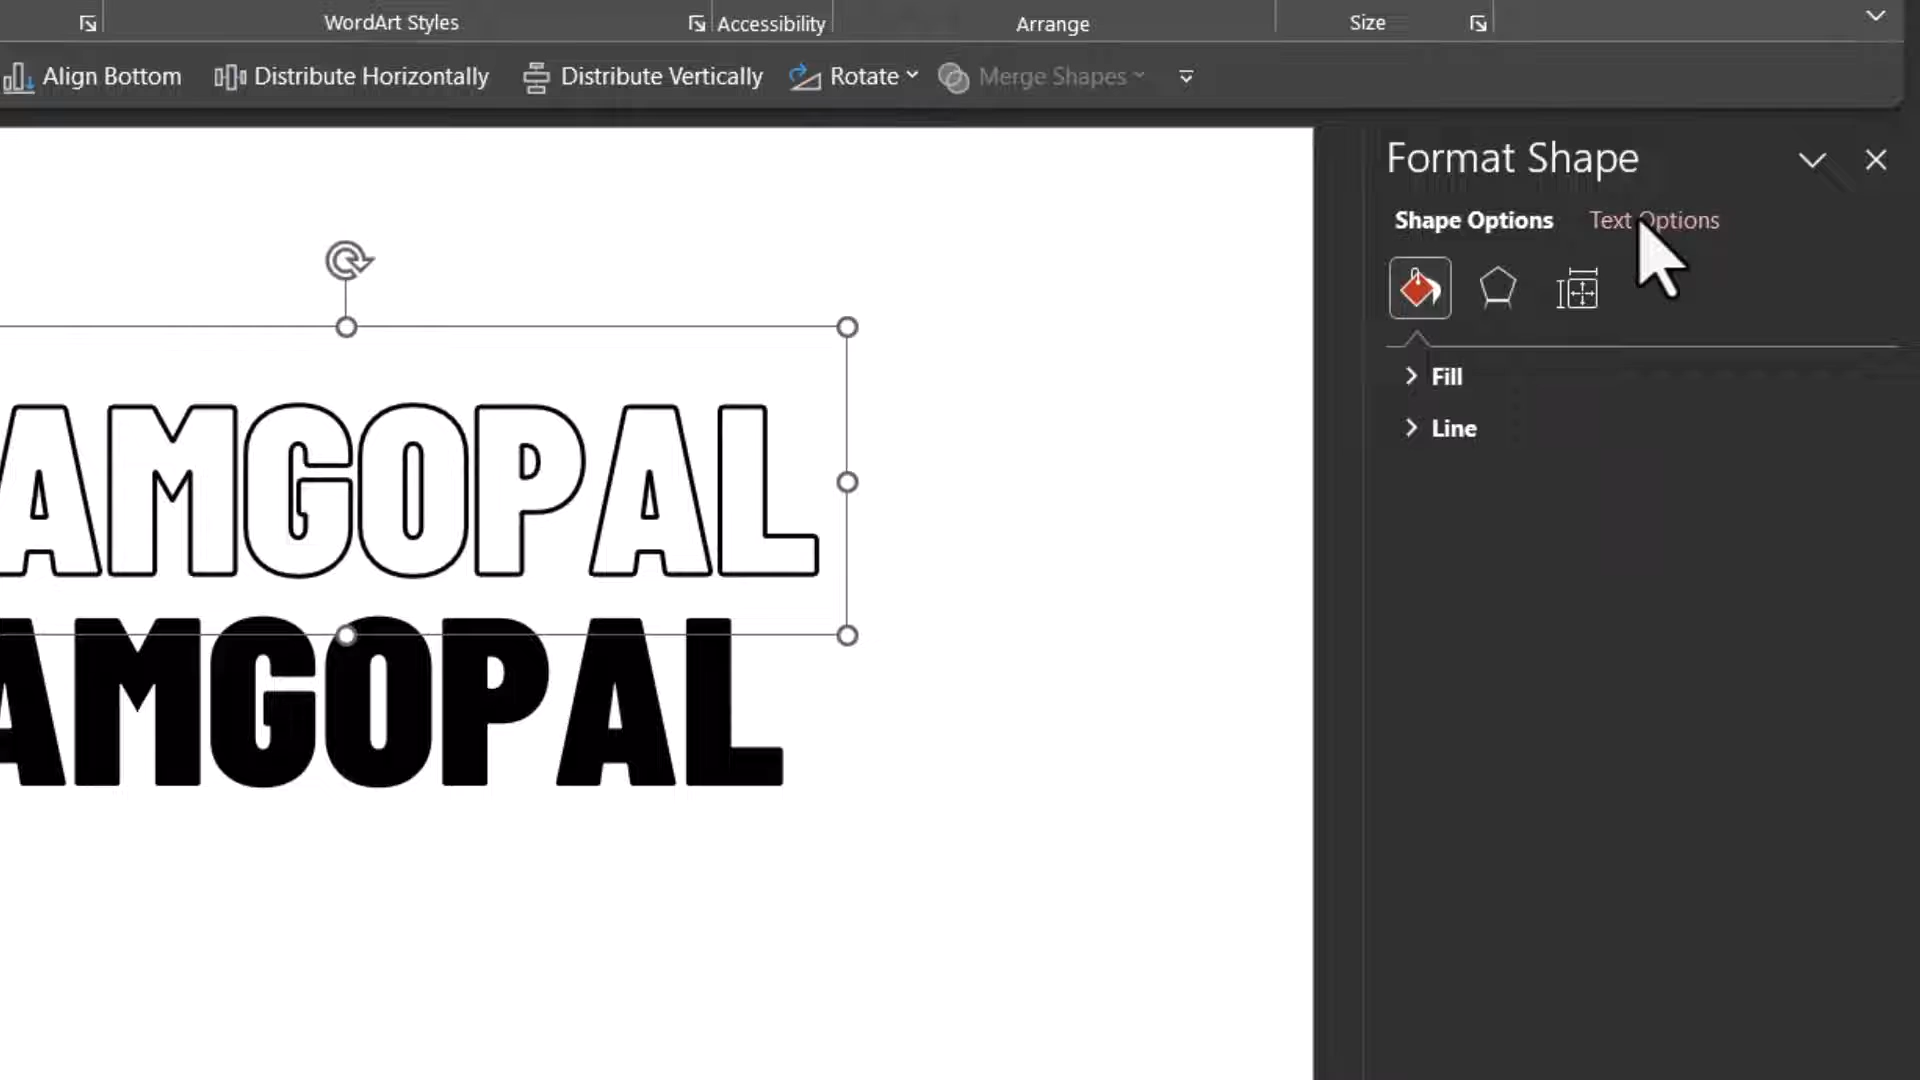 WordArt Styles
Accessibility
Arrange
Size
Align Bottom
Distribute Horizontally
Distribute Vertically
Rotate
Merge Shapes
Format Shape
Shape Options
Text Options
Fill
Line
AMGOPAL
AMGOPAL